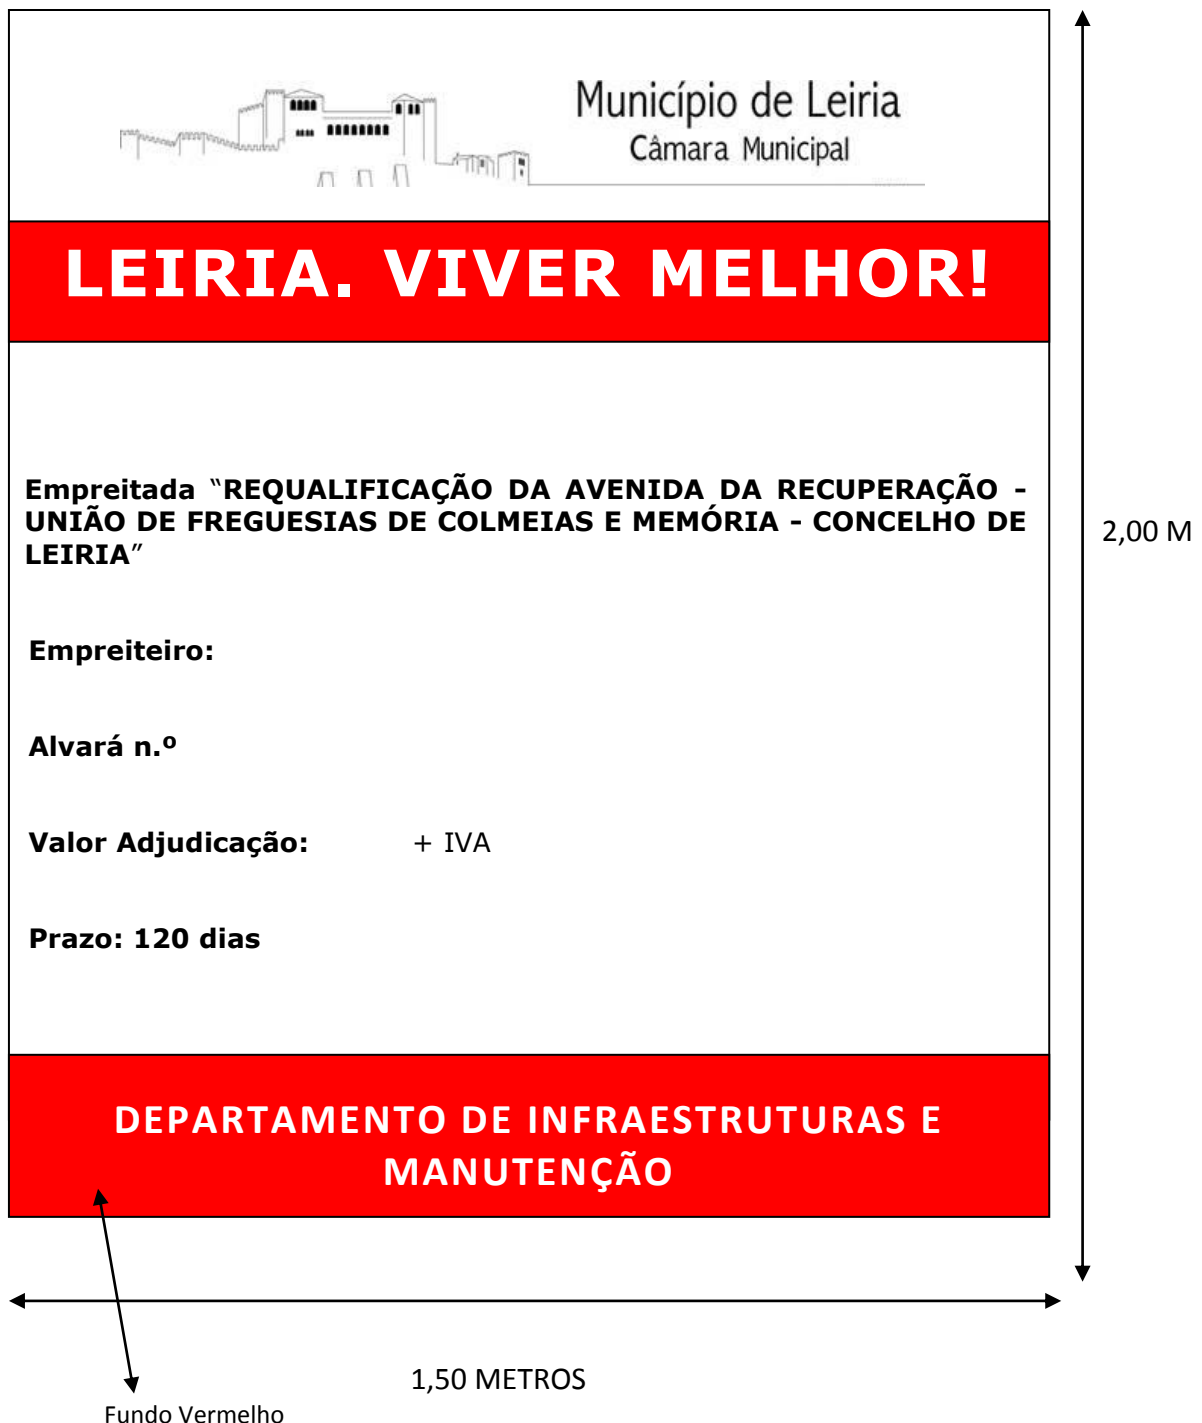 Município de Leiria
Câmara Municipal
LEIRIA. VIVER MELHOR!
Empreitada “REQUALIFICAÇÃO DA AVENIDA DA RECUPERAÇÃO -
UNIÃO DE FREGUESIAS DE COLMEIAS E MEMÓRIA - CONCELHO DE
LEIRIA”
2,00 M
Empreiteiro:
Alvará n.º
Valor Adjudicação: + IVA
Prazo: 120 dias
DEPARTAMENTO DE INFRAESTRUTURAS E
MANUTENÇÃO
1,50 METROS
Fundo Vermelho